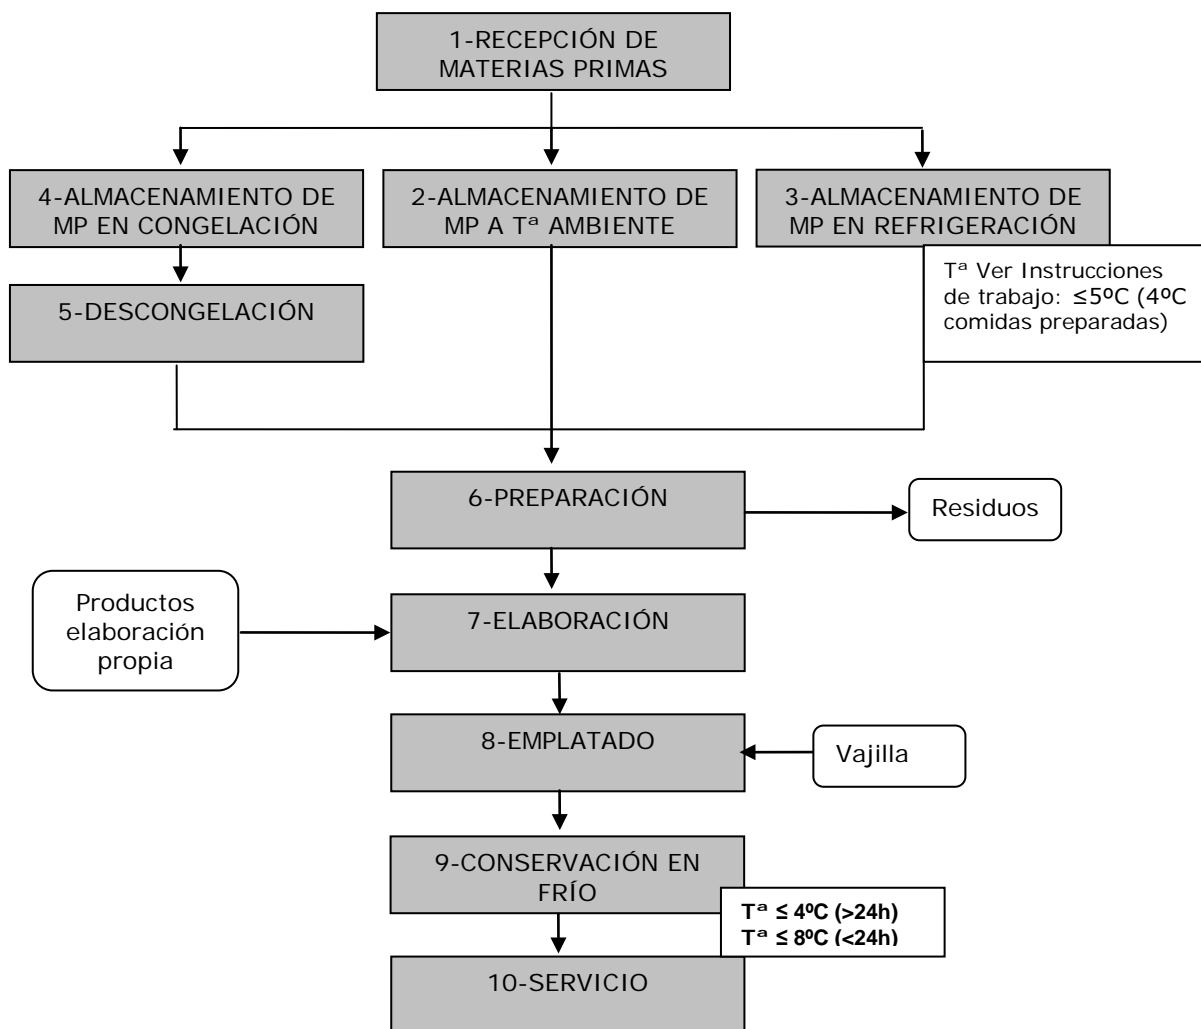 1-RECEPCIÓN DE
MATERIAS PRIMAS
4-ALMACENAMIENTO DE
MP EN CONGELACIÓN
2-ALMACENAMIENTO DE
MP A Tª AMBIENTE
3-ALMACENAMIENTO DE
MP EN REFRIGERACIÓN
Tª Ver Instrucciones
de trabajo: ≤5ºC (4ºC
comidas preparadas)
5-DESCONGELACIÓN
6-PREPARACIÓN
Residuos
Productos
elaboración
propia
7-ELABORACIÓN
8-EMPLATADO
Vajilla
9-CONSERVACIÓN EN
FRÍO
Tª ≤ 4ºC (>24h)
Tª ≤ 8ºC (<24h)
10-SERVICIO